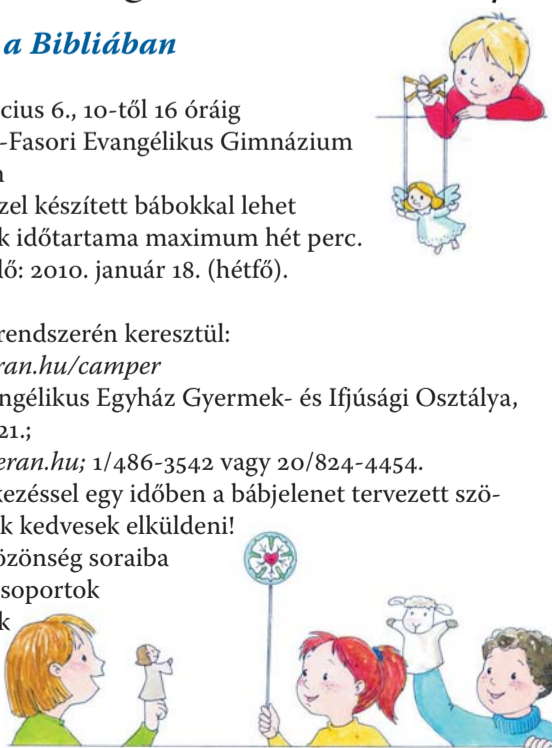 a Bibliában
cius 6., 10-től 16 óráig
-Fasori Evangélikus Gimnázium
zel készített bábokkal lehet
k időtartama maximum hét perc.
lő: 2010. január 18. (hétfő).
rendszerén keresztül:
ran.hu/camper
ngélikus Egyház Gyermek- és Ifjúsági Osztálya,
21.;
eran.hu; 1/486-3542 vagy 20/824-4454.
kezéssel egy időben a bábjelenet tervezett szö-
k kedvesek elküldeni!
özönség soraiba
soportok
k